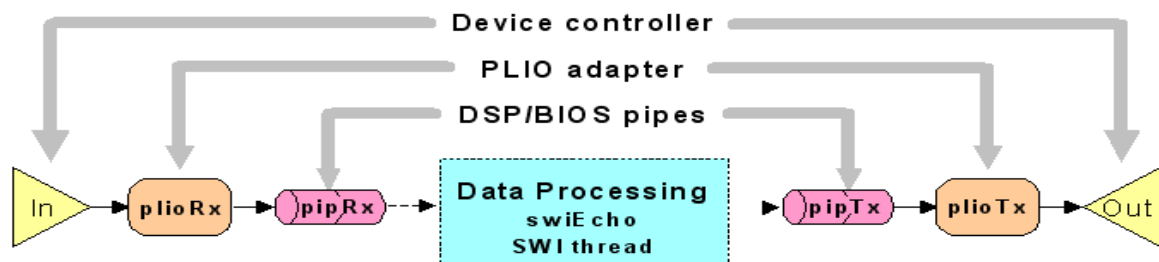 Device controller
PLIO adapter
DSP/BIOS pipes
In
plioRx
pipRx
Data Processing
swiEcho
SWI thread
pipTx
plioTx
Out